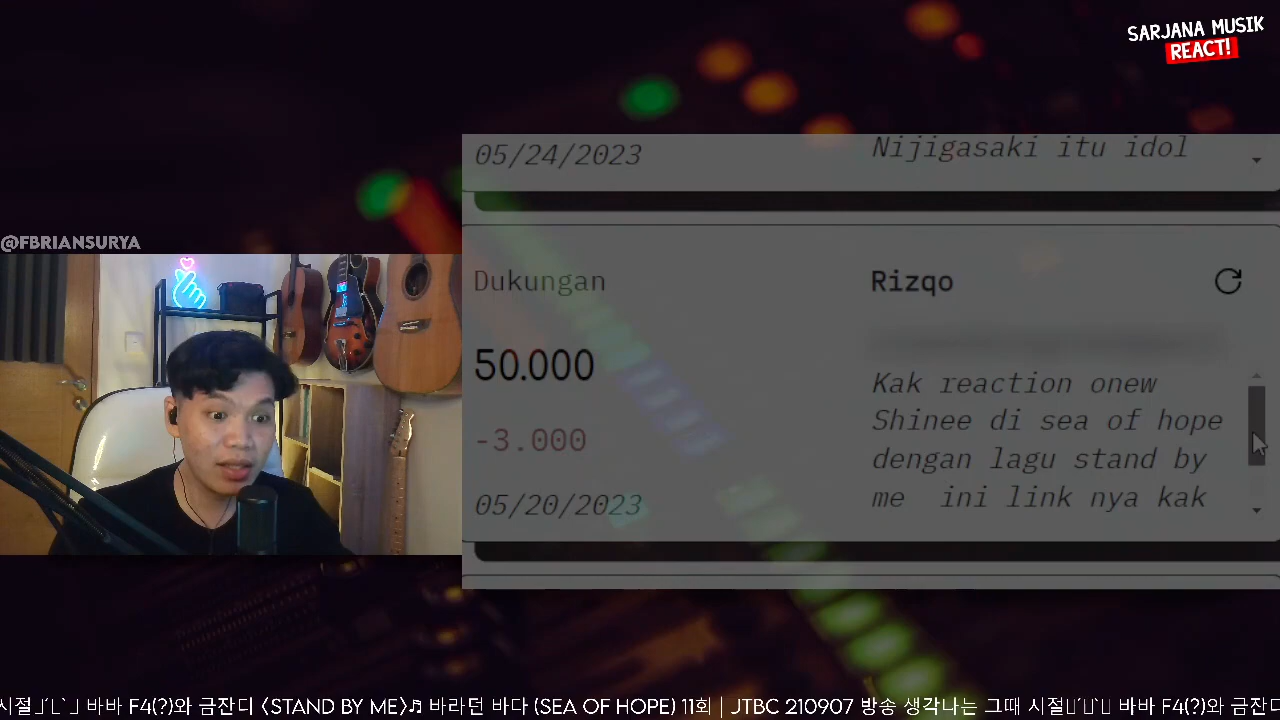 SARJANA MUSIK
REACT!
05/24/2023
Nijigasaki itu idol
@FBRIANSURYA
Dukungan
Rizqo
50.000
-3.000
05/20/2023
Kak reaction onew
Shinee di sea of hope
dengan lagu stand by
me ini link nya kak
시절 바바 F4(?)와 금잔디 〈STAND BY ME〉♬ 바라던 바다 (SEA OF HOPE) 11회 | JTBC 210907 방송 생각나는 그때 시절 바바 F4(?)와 금잔디